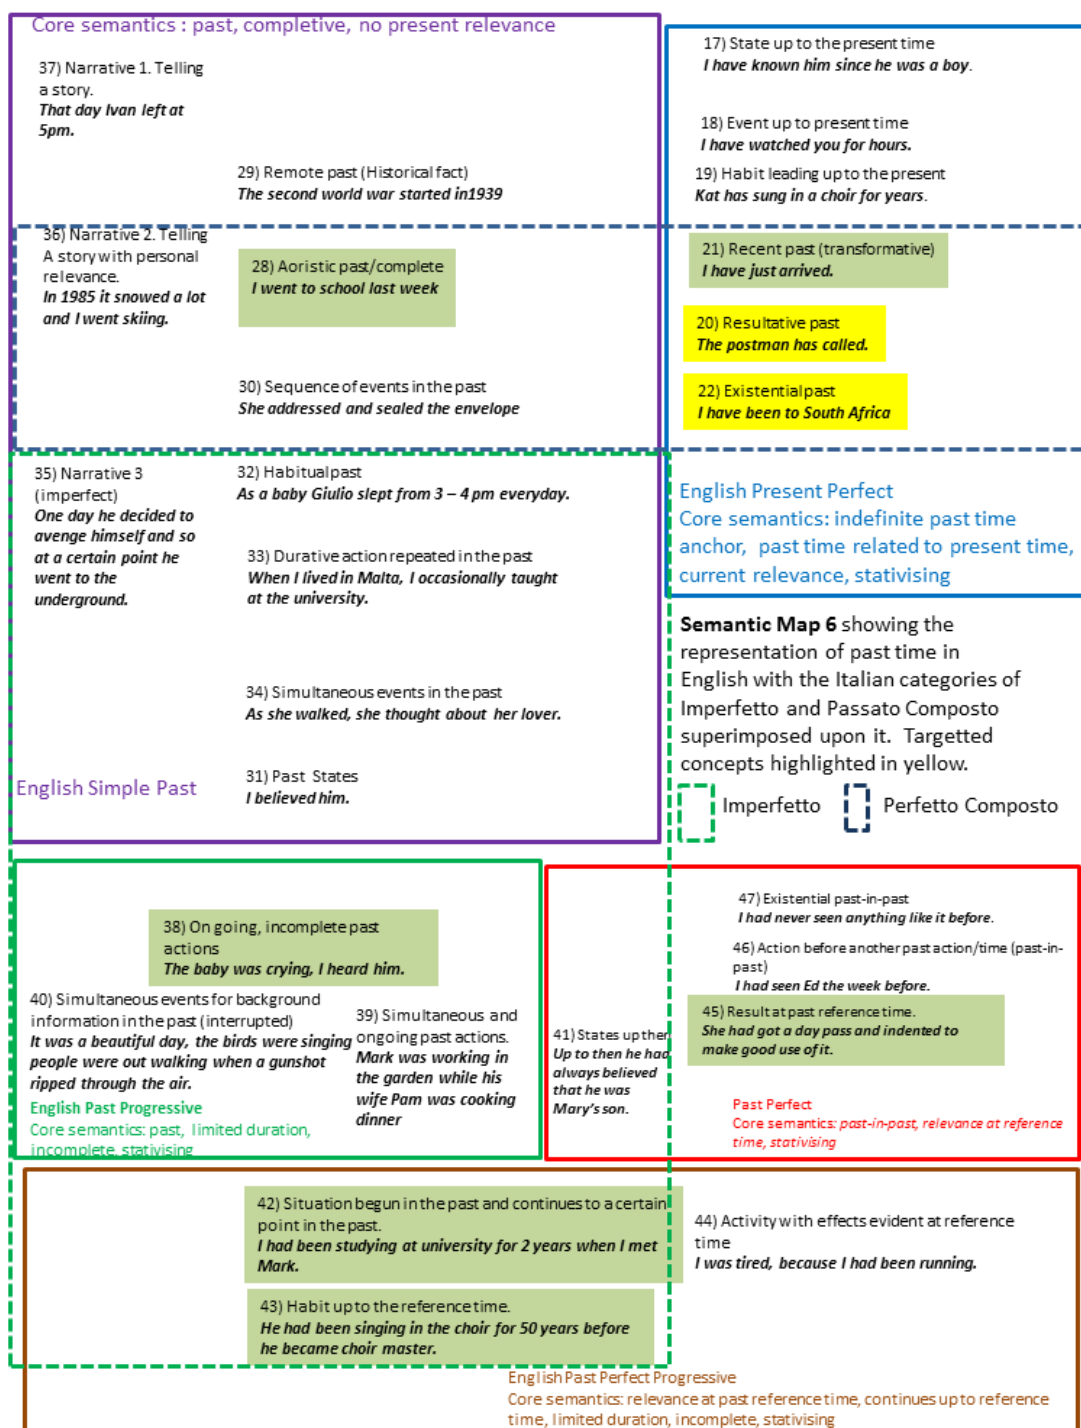 Core semantics : past, completive, no present relevance
37) Narrative 1. Telling
a story.
That day Ivan left at
5pm.
29) Remote past (Historical fact)
The second world war started in1939
36) Narrative 2. Telling
A story with personal
relevance.
In 1985 it snowed a lot
and I went skiing.
28) Aoristic past/complete
I went to school last week
30) Sequence of events in the past
She addressed and sealed the envelope
35) Narrative 3
(imperfect)
One day he decided to
avenge himself and so
at a certain point he
went to the
underground.
32) Habitual past
As a baby Giulio slept from 3 – 4 pm everyday.
33) Durative action repeated in the past
When I lived in Malta, I occasionally taught
at the university.
34) Simultaneous events in the past
As she walked, she thought about her lover.
31) Past States
I believed him.
English Simple Past
17) State up to the present time
I have known him since he was a boy.
18) Event up to present time
I have watched you for hours.
19) Habit leading up to the present
Kat has sung in a choir for years.
21) Recent past (transformative)
I have just arrived.
20) Resultative past
The postman has called.
22) Existential past
I have been to South Africa
English Present Perfect
Core semantics: indefinite past time
anchor, past time related to present time,
current relevance, stativising
Semantic Map 6 showing the
representation of past time in
English with the Italian categories of
Imperfetto and Passato Composto
superimposed upon it. Targetted
concepts highlighted in yellow.
Imperfetto
Perfetto Composto
38) On going, incomplete past
actions
The baby was crying, I heard him.
40) Simultaneous events for background
information in the past (interrupted)
It was a beautiful day, the birds were singing
people were out walking when a gunshot
ripped through the air.
39) Simultaneous and
ongoing past actions.
Mark was working in
the garden while his
wife Pam was cooking
dinner
English Past Progressive
Core semantics: past, limited duration,
incomplete, stativising
41) States up then
Up to then he had
always believed
that he was
Mary's son.
47) Existential past-in-past
I had never seen anything like it before.
46) Action before another past action/time (past-in-
past)
I had seen Ed the week before.
45) Result at past reference time.
She had got a day pass and indented to
make good use of it.
Past Perfect
Core semantics: past-in-past, relevance at reference
time, stativising
42) Situation begun in the past and continues to a certain
point in the past.
I had been studying at university for 2 years when I met
Mark.
43) Habit up to the reference time.
He had been singing in the choir for 50 years before
he became choir master.
44) Activity with effects evident at reference
time
I was tired, because I had been running.
English Past Perfect Progressive
Core semantics: relevance at past reference time, continues up to reference
time, limited duration, incomplete, stativising